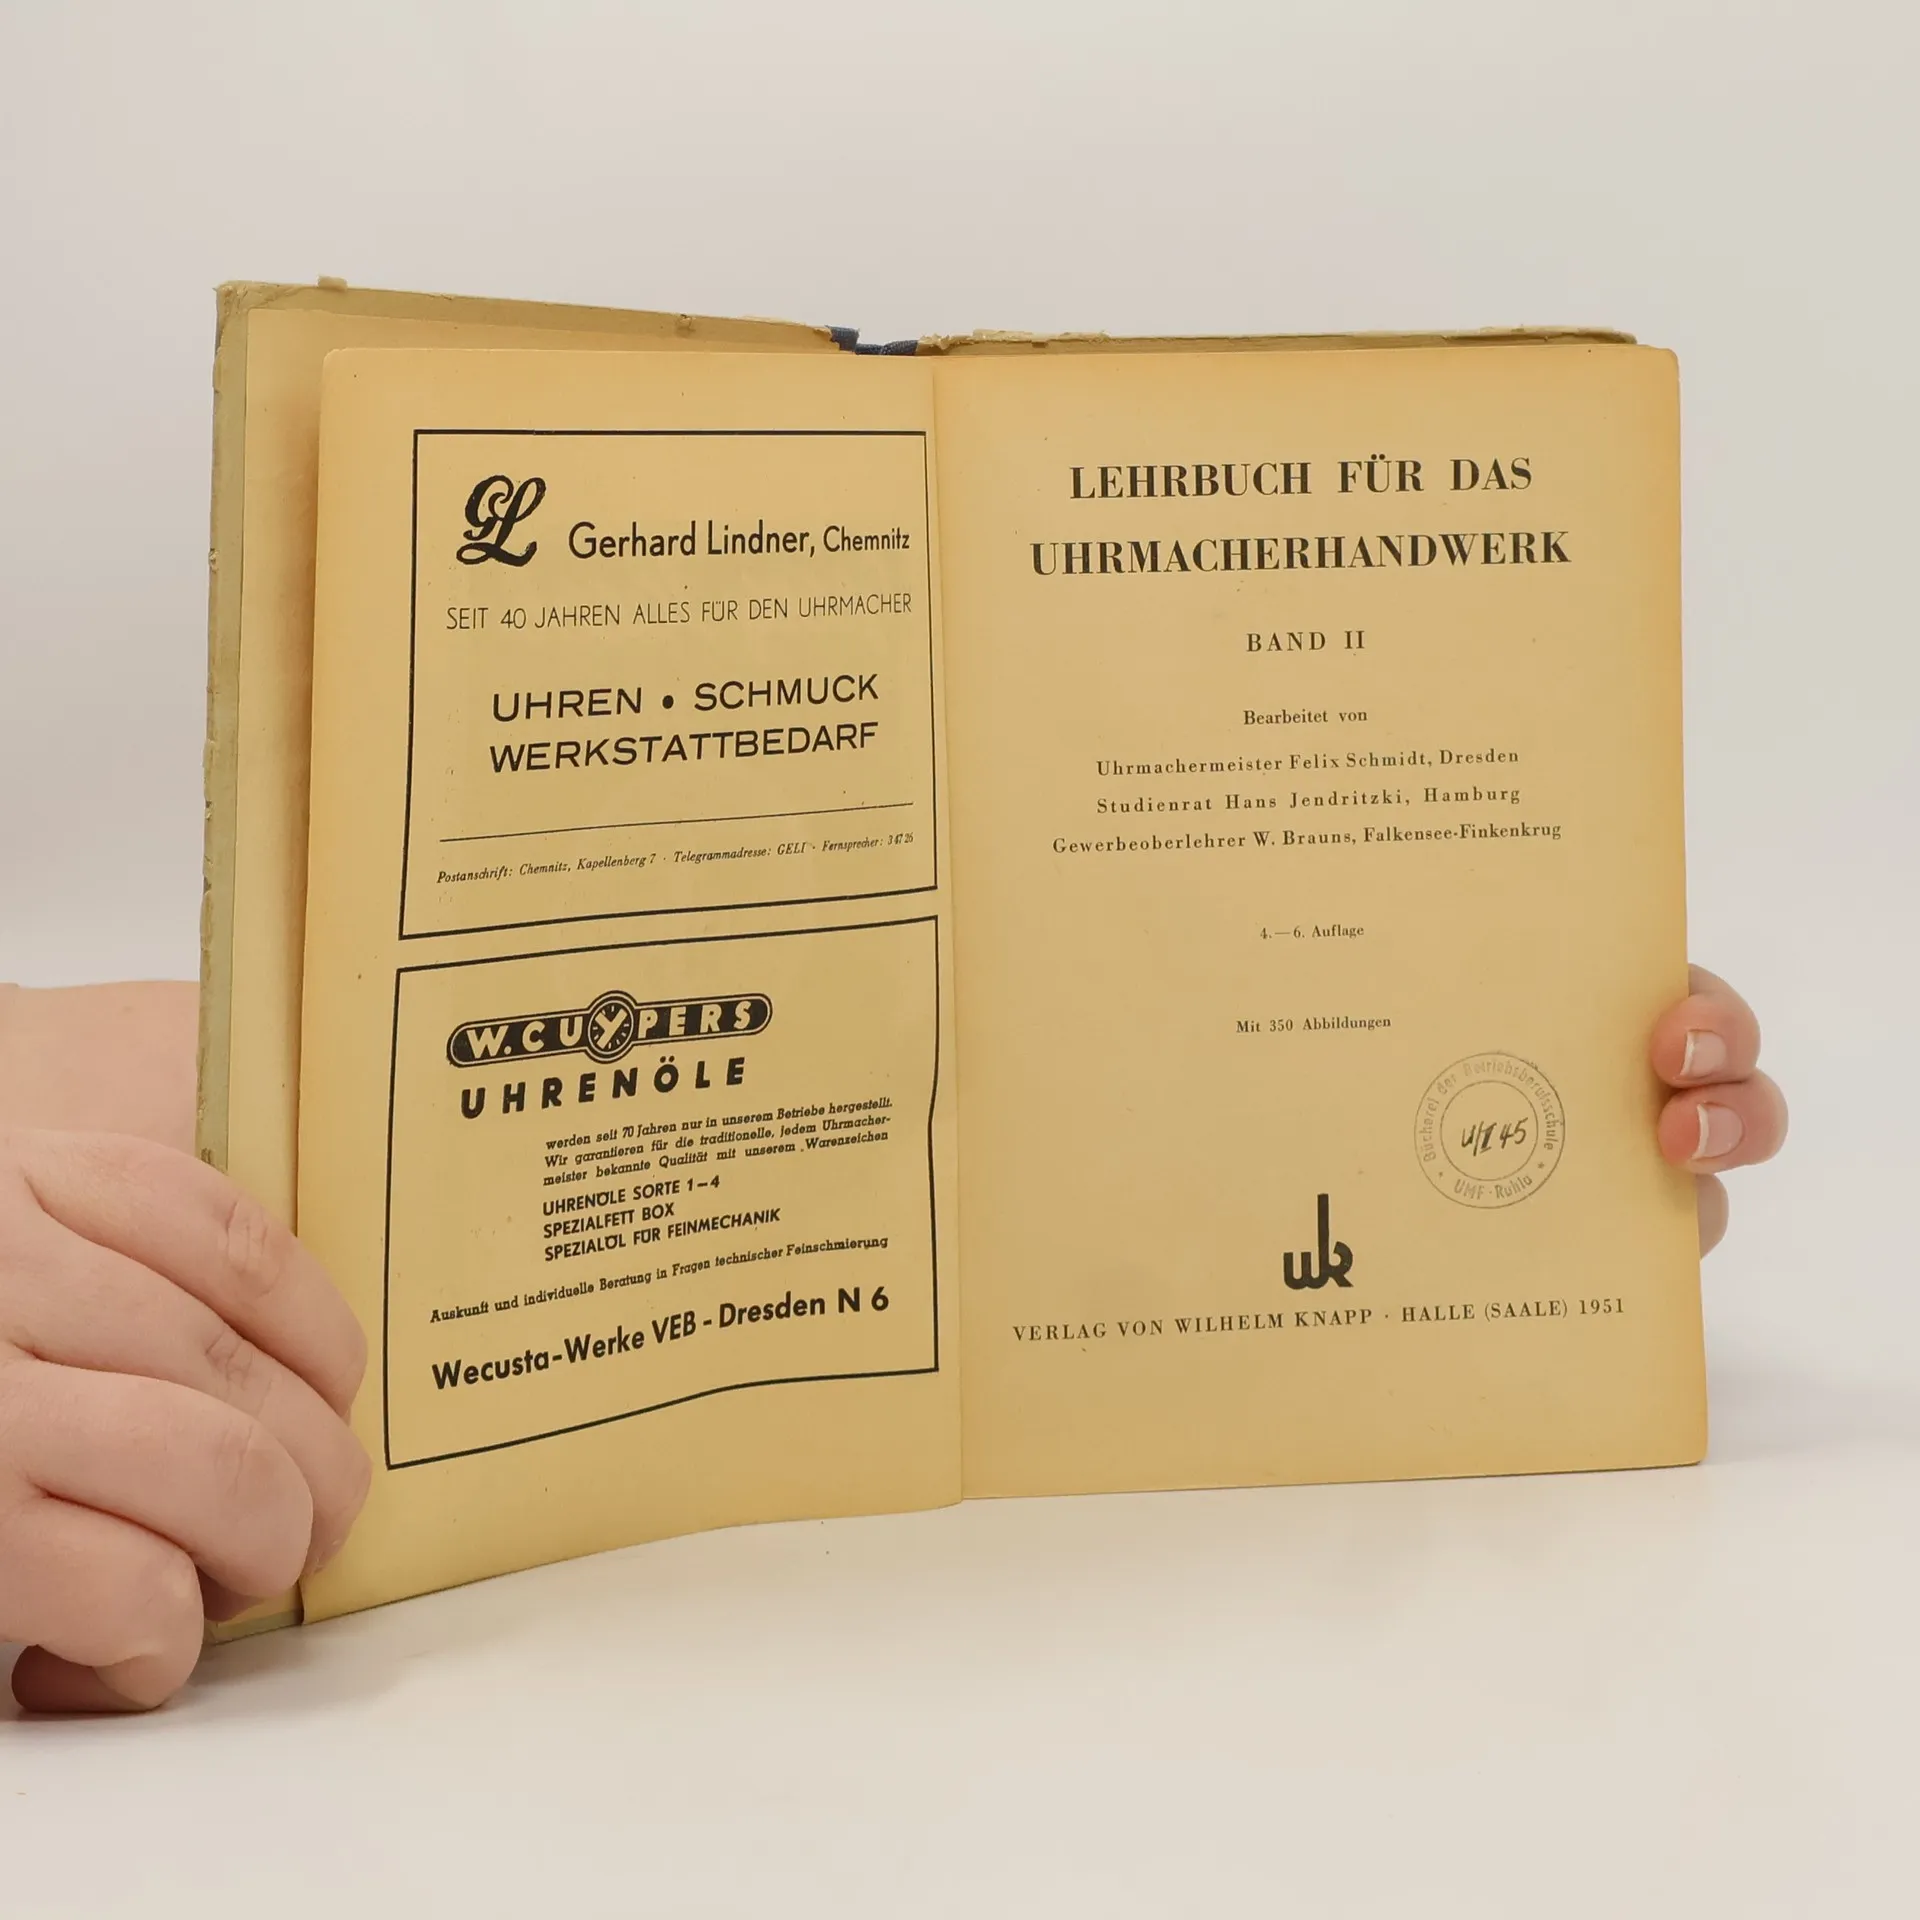 GL
Gerhard Lindner, Chemnitz
SEIT 40 JAHREN ALLES FÜR DEN UHRMACHER
UHREN • SCHMUCK
WERKSTATTBEDARF
Postanschrift: Chemnitz, Kapellenberg 7 · Telegrammadresse: GELI · Fernsprecher: 34726
W. CUYPERS
UHRENÖLE
werden seit 70 Jahren nur in unserem Betriebe hergestellt.
Wir garantieren für die traditionelle, jedem Uhrmacher-
meister bekannte Qualität mit unserem „Warenzeichen
UHRENÖLE SORTE 1–4
SPEZIALFETT BOX
SPEZIALÖL FÜR FEINMECHANIK
Auskunft und individuelle Beratung in Fragen technischer Feinschmierung
Wecusta-Werke VEB - Dresden N 6
LEHRBUCH FÜR DAS
UHRMACHERHANDWERK
BAND II
Bearbeitet von
Uhrmachermeister Felix Schmidt, Dresden
Studienrat Hans Jendritzki, Hamburg
Gewerbeoberlehrer W. Brauns, Falkensee-Finkenkrug
4.—6. Auflage
Mit 350 Abbildungen
Bücherei der Betriebsberufsschule
U/I 45
* UMF · Ruhla *
wk
VERLAG VON WILHELM KNAPP · HALLE (SAALE) 1951